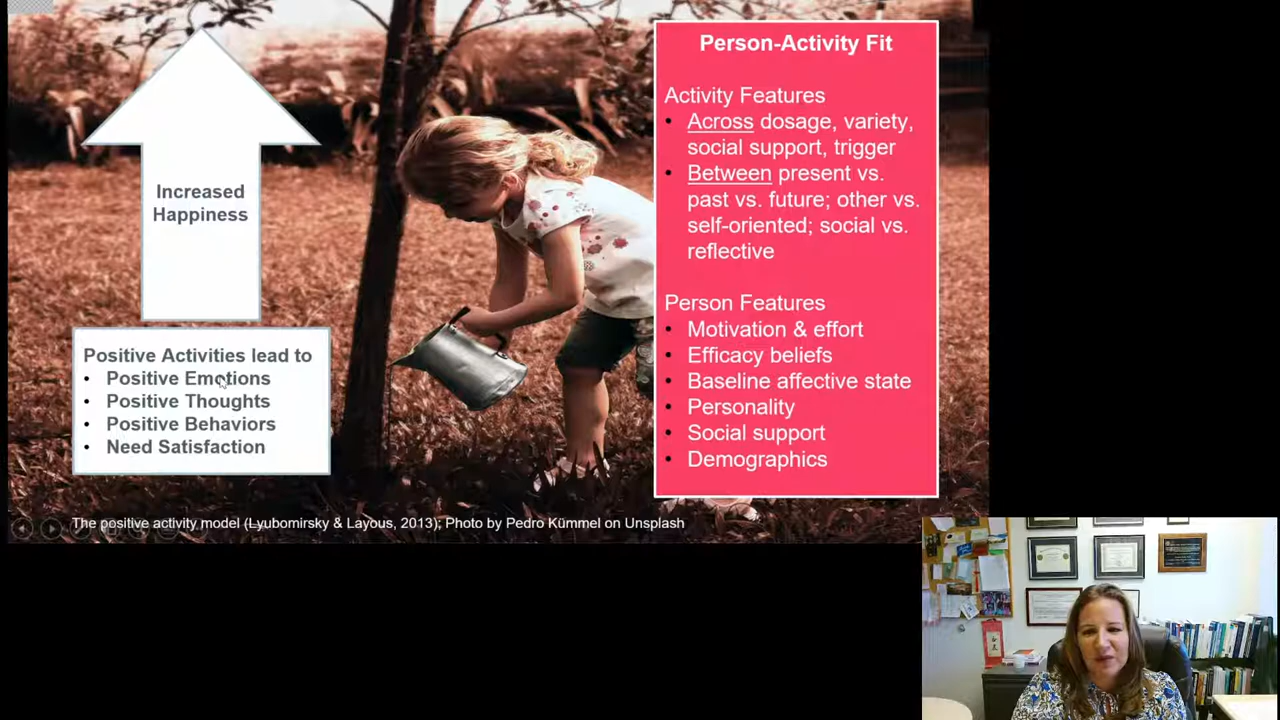 Increased
Happiness
Positive Activities lead to
• Positive Emotions
• Positive Thoughts
• Positive Behaviors
• Need Satisfaction
Person-Activity Fit
Activity Features
• Across dosage, variety,
social support, trigger
• Between present vs.
past vs. future; other vs.
self-oriented; social vs.
reflective
Person Features
• Motivation & effort
• Efficacy beliefs
• Baseline affective state
• Personality
• Social support
• Demographics
The positive activity model (Lyubomirsky & Layous, 2013); Photo by Pedro Kümmel on Unsplash